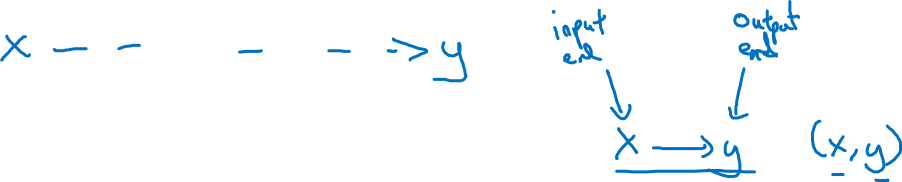 x - - - - -> y
input end
output end
x → y
(x, y)